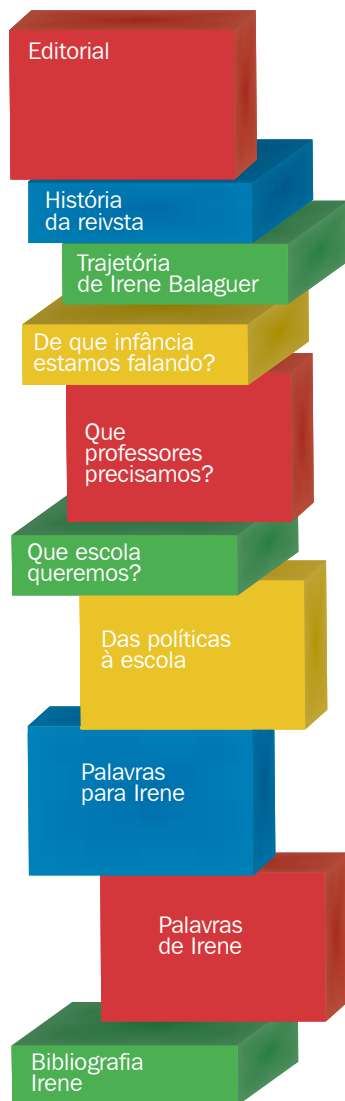 Editorial
História
da reivsta
Trajetória
de Irene Balaguer
De que infância
estamos falando?
Que
professores
precisamos?
Que escola
queremos?
Das políticas
à escola
Palavras
para Irene
Palavras
de Irene
Bibliografia
Irene